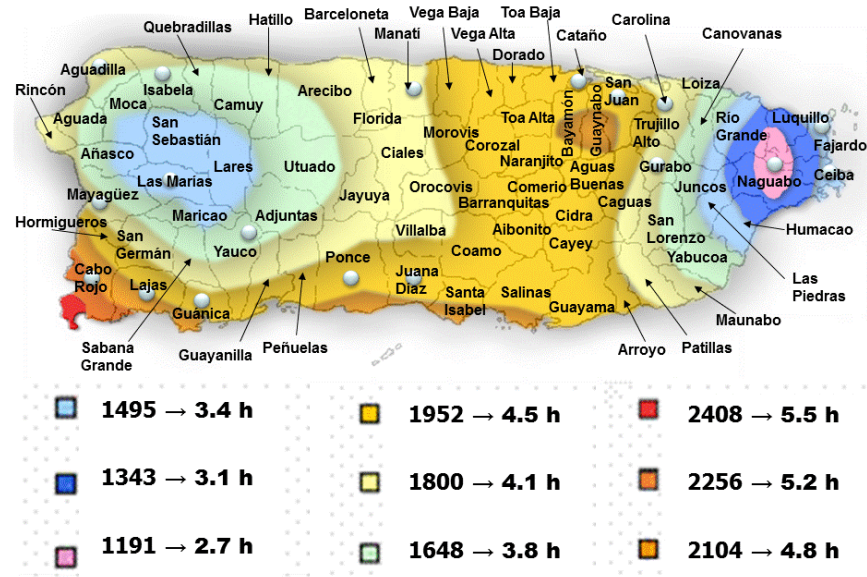 Barceloneta
Vega Baja
Toa Baja
Hatillo
Carolina
Quebradillas
Manatí
Vega Alta
Cataño
Canovanas
Dorado
Aguadilla
Isabela
Rincón
Moca
Camuy
Arecibo
San
Juan
Loiza
Aguada
San
Sebastián
Florida
Toa Alta
Bayamón
Guaynabo
Trujillo
Alto
Río
Grande
Luquillo
Fajardo
Morovis
Corozal
Añasco
Lares
Utuado
Ciales
Naranjito
Aguas
Buenas
Gurabo
Naguabo
Ceiba
Las Marías
Orocovis
Comerio
Juncos
Mayagüez
Jayuya
Barranquitas
Caguas
Maricao
Adjuntas
Cidra
Hormigueros
San
Germán
Villalba
Aibonito
San
Lorenzo
Humacao
Yauco
Coamo
Cayey
Yabucoa
Cabo
Rojo
Ponce
Juana
Díaz
Las
Piedras
Lajas
Guánica
Santa
Isabel
Salinas
Guayama
Maunabo
Sabana
Grande
Guayanilla
Peñuelas
Arroyo
Patillas
1495 → 3.4 h
1952 → 4.5 h
2408 → 5.5 h
1343 → 3.1 h
1800 → 4.1 h
2256 → 5.2 h
1191 → 2.7 h
1648 → 3.8 h
2104 → 4.8 h